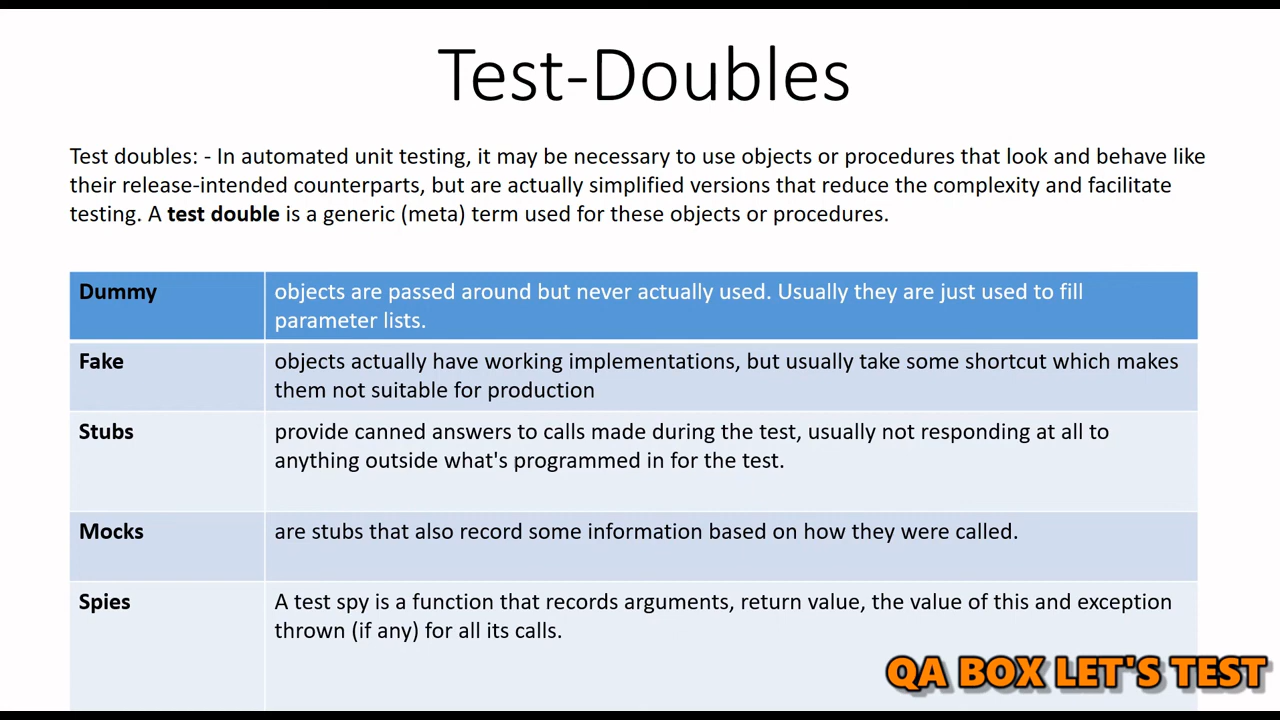 Test-Doubles
Test doubles: - In automated unit testing, it may be necessary to use objects or procedures that look and behave like
their release-intended counterparts, but are actually simplified versions that reduce the complexity and facilitate
testing. A test double is a generic (meta) term used for these objects or procedures.
Dummy
objects are passed around but never actually used. Usually they are just used to fill
parameter lists.
Fake
objects actually have working implementations, but usually take some shortcut which makes
them not suitable for production
Stubs
provide canned answers to calls made during the test, usually not responding at all to
anything outside what's programmed in for the test.
Mocks
are stubs that also record some information based on how they were called.
Spies
A test spy is a function that records arguments, return value, the value of this and exception
thrown (if any) for all its calls.
QA BOX LET'S TEST